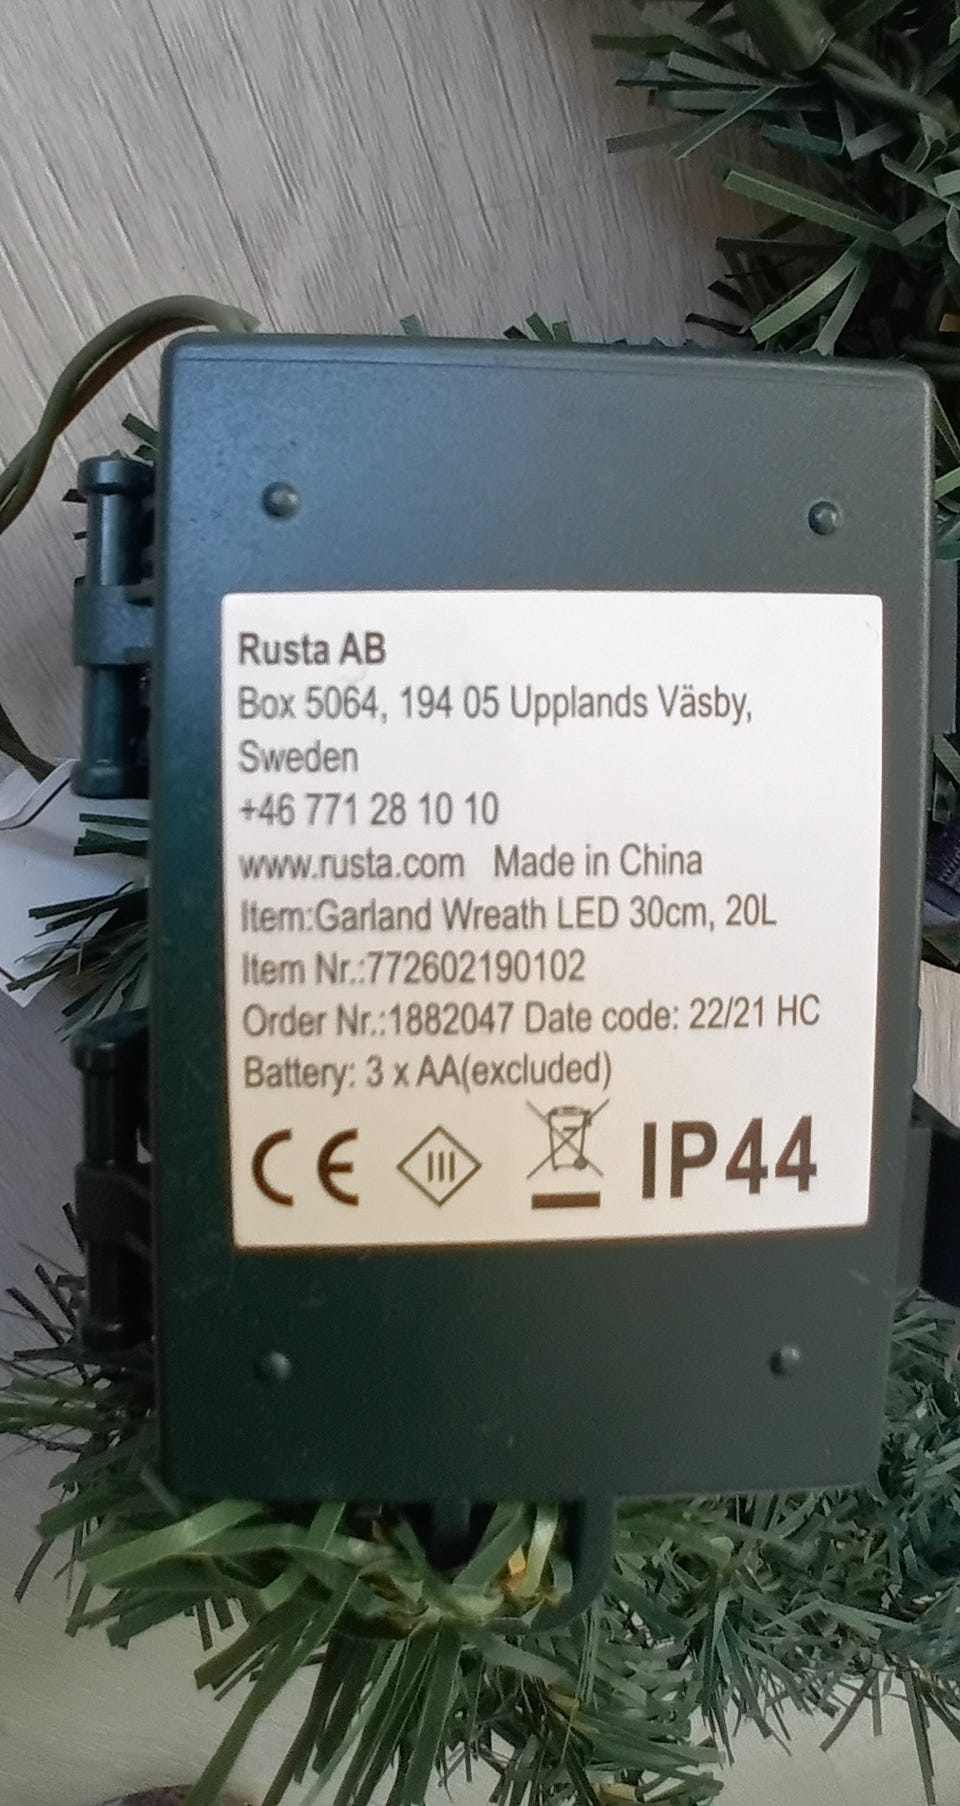 Rusta AB
Box 5064, 194 05 Upplands Väsby,
Sweden
+46 771 28 10 10
www.rusta.com Made in China
Item:Garland Wreath LED 30cm, 20L
Item Nr.:772602190102
Order Nr.:1882047 Date code: 22/21 HC
Battery: 3 x AA(excluded)
CE III IP44